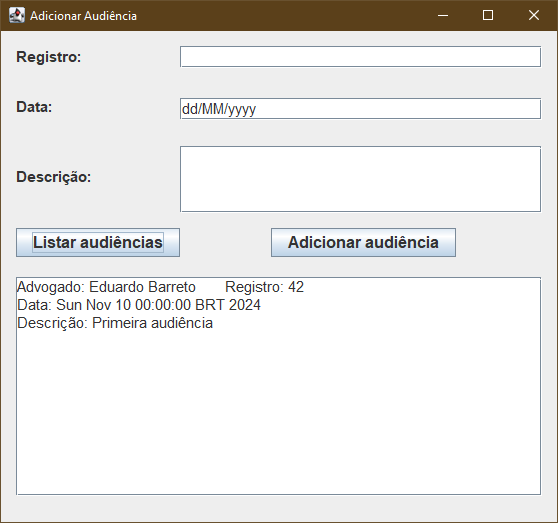 Adicionar Audiência
Registro:
Data: dd/MM/yyyy
Descrição:
Listar audiências Adicionar audiência
Advogado: Eduardo Barreto Registro: 42
Data: Sun Nov 10 00:00:00 BRT 2024
Descrição: Primeira audiência